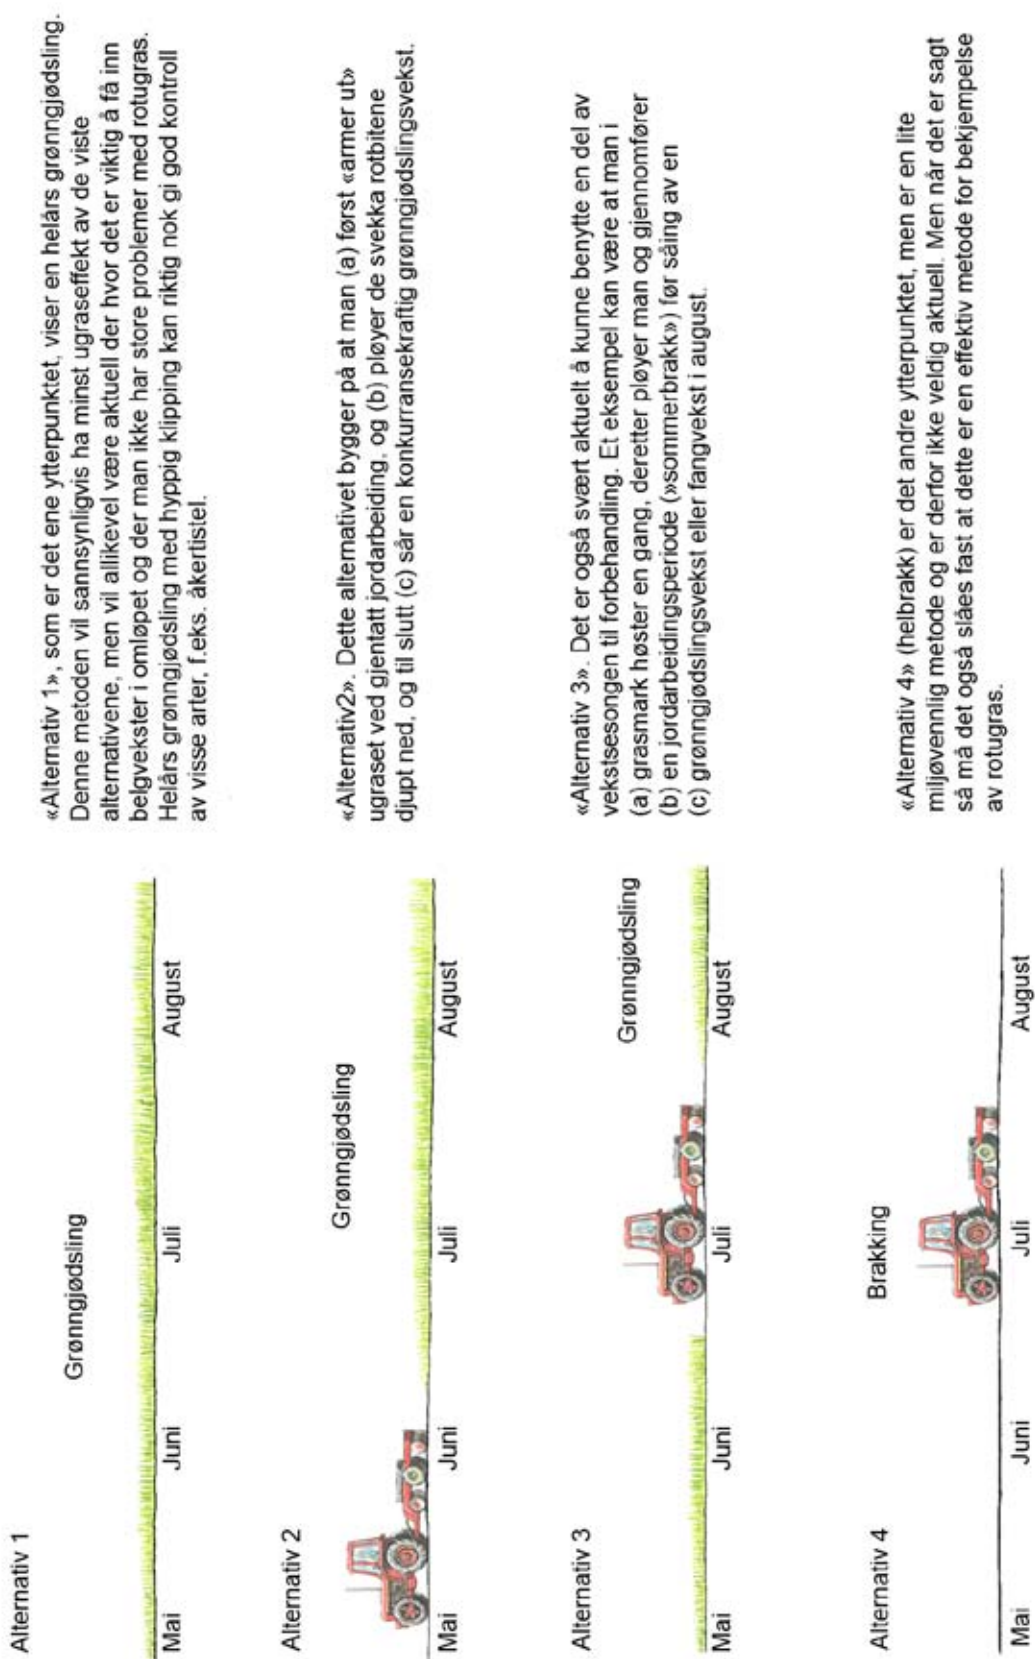 Alternativ 1
Grønngjødsling
Mai Juni Juli August
«Alternativ 1», som er det ene ytterpunktet, viser en helårs grønngjødsling.
Denne metoden vil sannsynligvis ha minst ugraseffekt av de viste
alternativene, men vil allikevel være aktuell der hvor det er viktig å få inn
belgvekster i omløpet og der man ikke har store problemer med rotugras.
Helårs grønngjødsling med hyppig klipping kan riktig nok gi god kontroll
av visse arter, f.eks. åkertistel.
Alternativ 2
Grønngjødsling
Mai Juni Juli August
«Alternativ2». Dette alternativet bygger på at man (a) først «armer ut»
ugraset ved gjentatt jordarbeiding, og (b) pløyer de svekka rotbitene
djupt ned, og til slutt (c) sår en konkurransekraftig grønngjødslingsvekst.
Alternativ 3
Grønngjødsling
Mai Juni Juli August
«Alternativ 3». Det er også svært aktuelt å kunne benytte en del av
vekstsesongen til forbehandling. Et eksempel kan være at man i
(a) grasmark høster en gang, deretter pløyer man og gjennomfører
(b) en jordarbeidingsperiode (»sommerbrakk») før såing av en
(c) grønngjødslingsvekst eller fangvekst i august.
Alternativ 4
Brakking
Mai Juni Juli August
«Alternativ 4» (helbrakk) er det andre ytterpunktet, men er en lite
miljøvennlig metode og er derfor ikke veldig aktuell. Men når det er sagt
så må det også slåes fast at dette er en effektiv metode for bekjempelse
av rotugras.